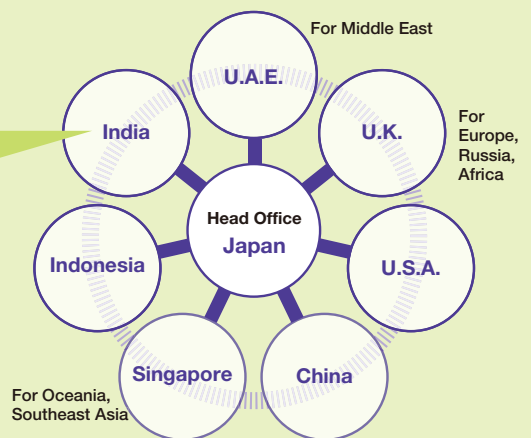 For Middle East
U.A.E.
India
U.K.
For
Europe,
Russia,
Africa
Head Office
Japan
Indonesia
U.S.A.
Singapore
China
For Oceania,
Southeast Asia